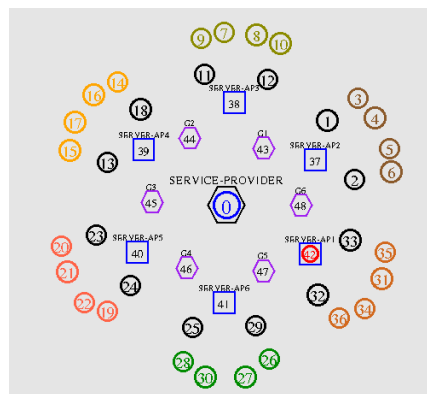 9 7 8 10
11 12
SERVER-AP3
38
14
16
17
15
18
SERVER-AP4
39
13
G2
44
G1
43
3
4
5
6
1
SERVER-AP2
37
2
SERVICE-PROVIDER
0
G3
45
G6
48
23
20
21
22 19
SERVER-AP5
40
24
G4
46
G5
47
SERVER-AP1
42
33
32
35
31
34
36
SERVER-AP6
41
25 29
28 30 27 26